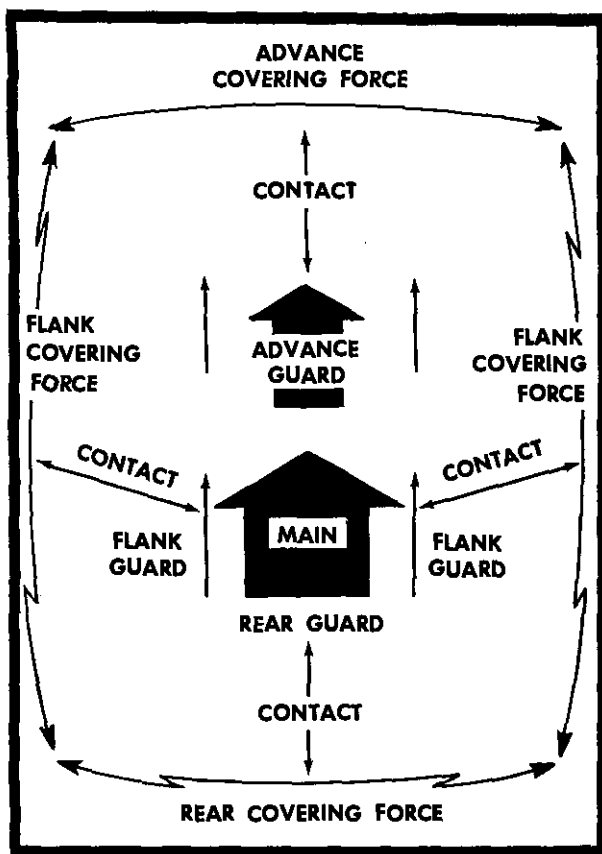 ADVANCE
COVERING FORCE
CONTACT
FLANK
COVERING
FORCE
ADVANCE
GUARD
FLANK
COVERING
FORCE
CONTACT
CONTACT
MAIN
FLANK
GUARD
FLANK
GUARD
REAR GUARD
CONTACT
REAR COVERING FORCE